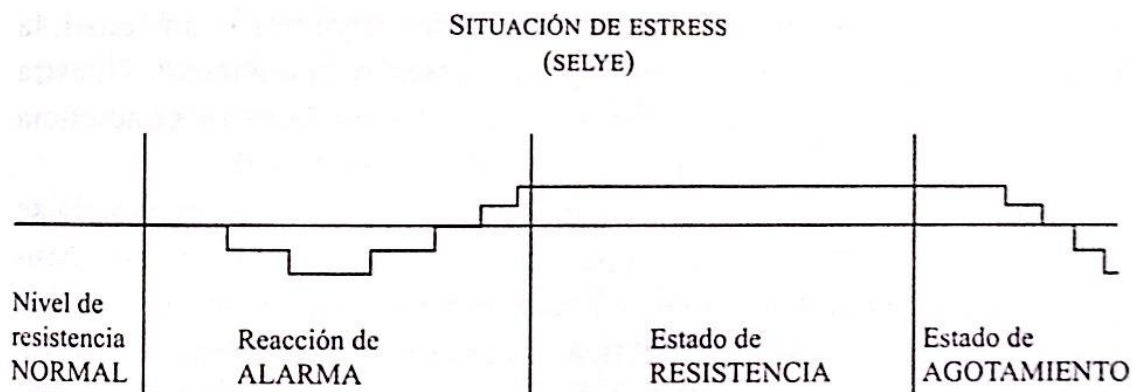 SITUACIÓN DE ESTRESS
(SELYE)
Nivel de
resistencia
NORMAL
Reacción de
ALARMA
Estado de
RESISTENCIA
Estado de
AGOTAMIENTO